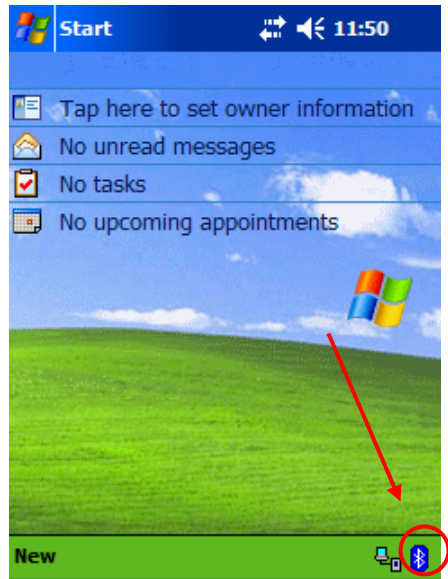 Start 11:50
Tap here to set owner information
No unread messages
No tasks
No upcoming appointments
New